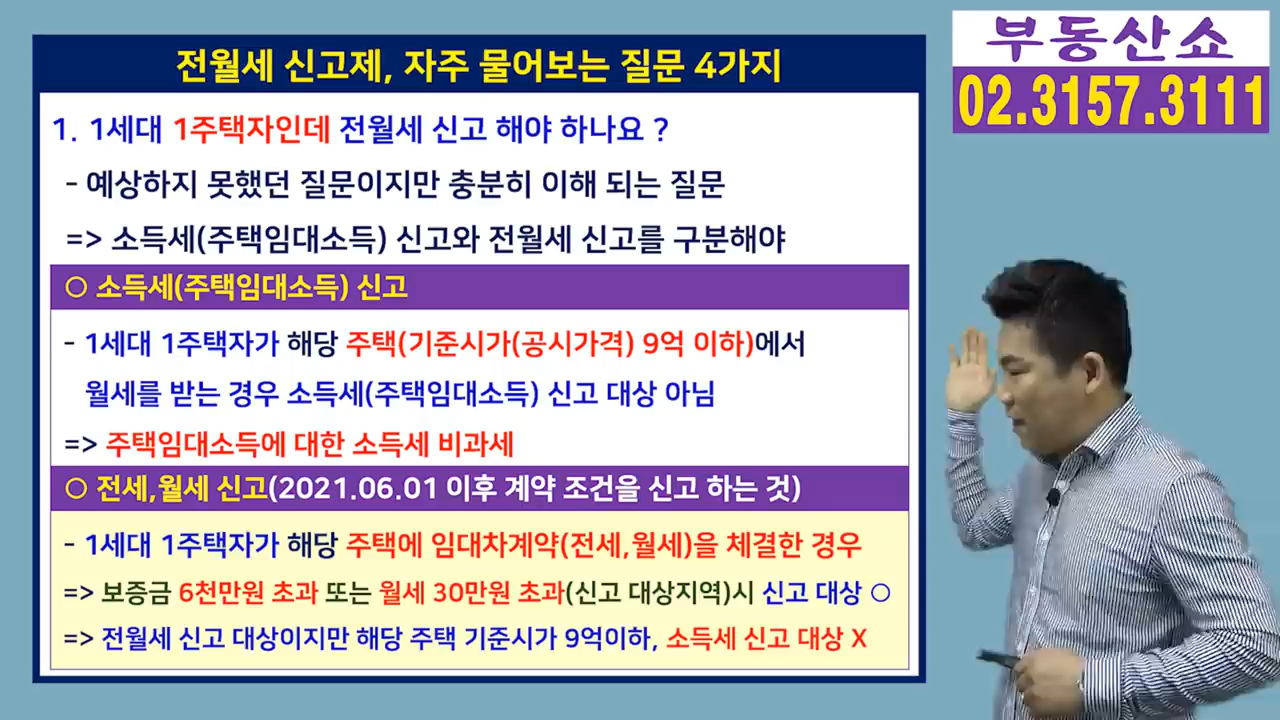 부동산쇼
02.3157.3111
전월세 신고제, 자주 물어보는 질문 4가지
1. 1세대 1주택자인데 전월세 신고 해야 하나요 ?
- 예상하지 못했던 질문이지만 충분히 이해 되는 질문
=> 소득세(주택임대소득) 신고와 전월세 신고를 구분해야
○ 소득세(주택임대소득) 신고
- 1세대 1주택자가 해당 주택(기준시가(공시가격) 9억 이하)에서
월세를 받는 경우 소득세(주택임대소득) 신고 대상 아님
=> 주택임대소득에 대한 소득세 비과세
○ 전세,월세 신고(2021.06.01 이후 계약 조건을 신고 하는 것)
- 1세대 1주택자가 해당 주택에 임대차계약(전세,월세)을 체결한 경우
=> 보증금 6천만원 초과 또는 월세 30만원 초과(신고 대상지역)시 신고 대상 ○
=> 전월세 신고 대상이지만 해당 주택 기준시가 9억이하, 소득세 신고 대상 X